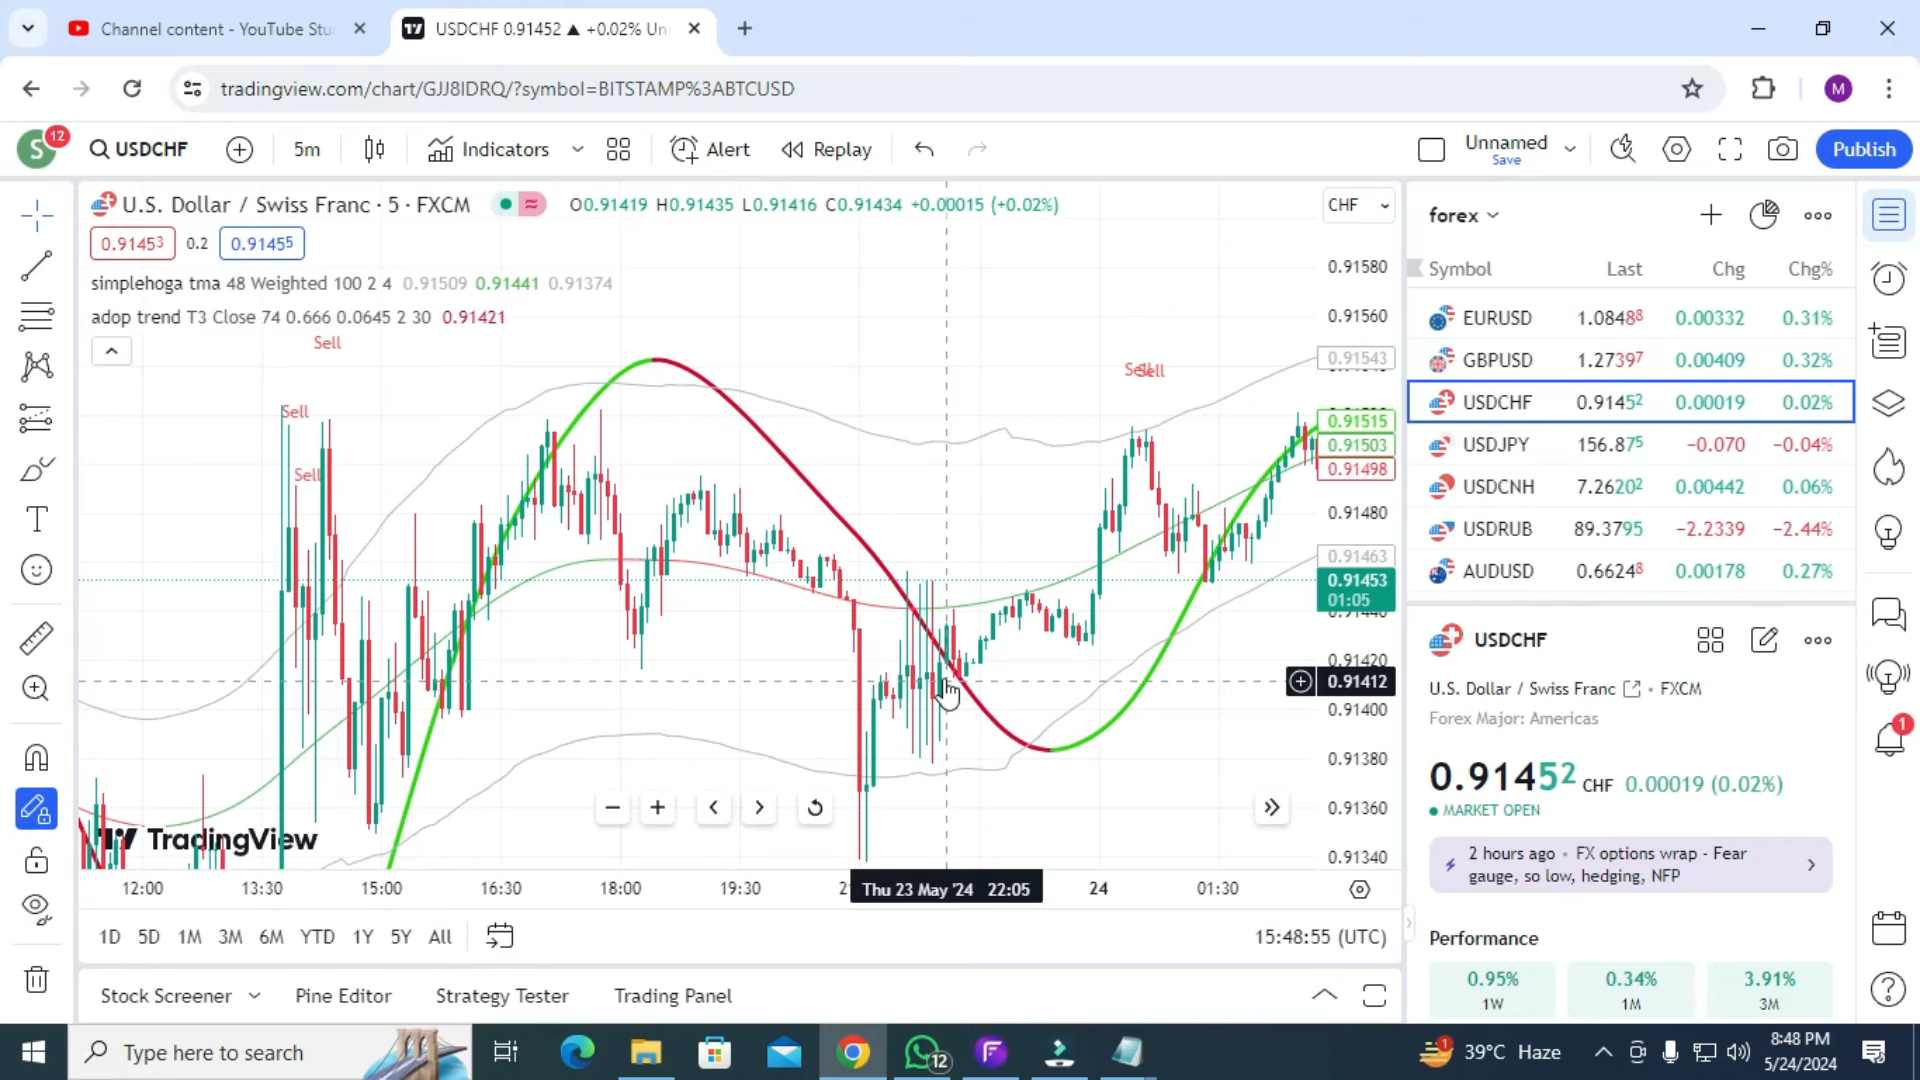 Channel content - YouTube Stu
USDCHF 0.91452 ▲ +0.02% Un
tradingview.com/chart/GJJ8IDRQ/?symbol=BITSTAMP%3ABTCUSD
M
S
12
USDCHF
5m
Indicators
Alert
Replay
Unnamed
Save
Publish
U.S. Dollar / Swiss Franc · 5 · FXCM
O0.91419 H0.91435 L0.91416 C0.91434 +0.00015 (+0.02%)
CHF
0.91453
0.2
0.91455
simplehoga tma 48 Weighted 100 2 4 0.91509 0.91441 0.91374
adop trend T3 Close 74 0.666 0.0645 2 30 0.91421
Sell
Sell
Sell
Sell
Sell
0.91580
0.91560
0.91543
0.91515
0.91503
0.91498
0.91480
0.91463
0.91453
01:05
0.91440
0.91420
0.91412
0.91400
0.91380
0.91360
0.91340
TradingView
12:00
13:30
15:00
16:30
18:00
19:30
Thu 23 May '24 22:05
24
01:30
1D 5D 1M 3M 6M YTD 1Y 5Y All
15:48:55 (UTC)
Stock Screener
Pine Editor
Strategy Tester
Trading Panel
forex
Symbol Last Chg Chg%
EURUSD 1.08488 0.00332 0.31%
GBPUSD 1.27397 0.00409 0.32%
USDCHF 0.91452 0.00019 0.02%
USDJPY 156.875 −0.070 −0.04%
USDCNH 7.26202 0.00442 0.06%
USDRUB 89.3795 −2.2339 −2.44%
AUDUSD 0.66248 0.00178 0.27%
USDCHF
U.S. Dollar / Swiss Franc • FXCM
Forex Major: Americas
0.91452 CHF 0.00019 (0.02%)
MARKET OPEN
2 hours ago • FX options wrap - Fear
gauge, so low, hedging, NFP
Performance
0.95%
1W
0.34%
1M
3.91%
3M
1
Type here to search
12
1
39°C Haze
8:48 PM
5/24/2024